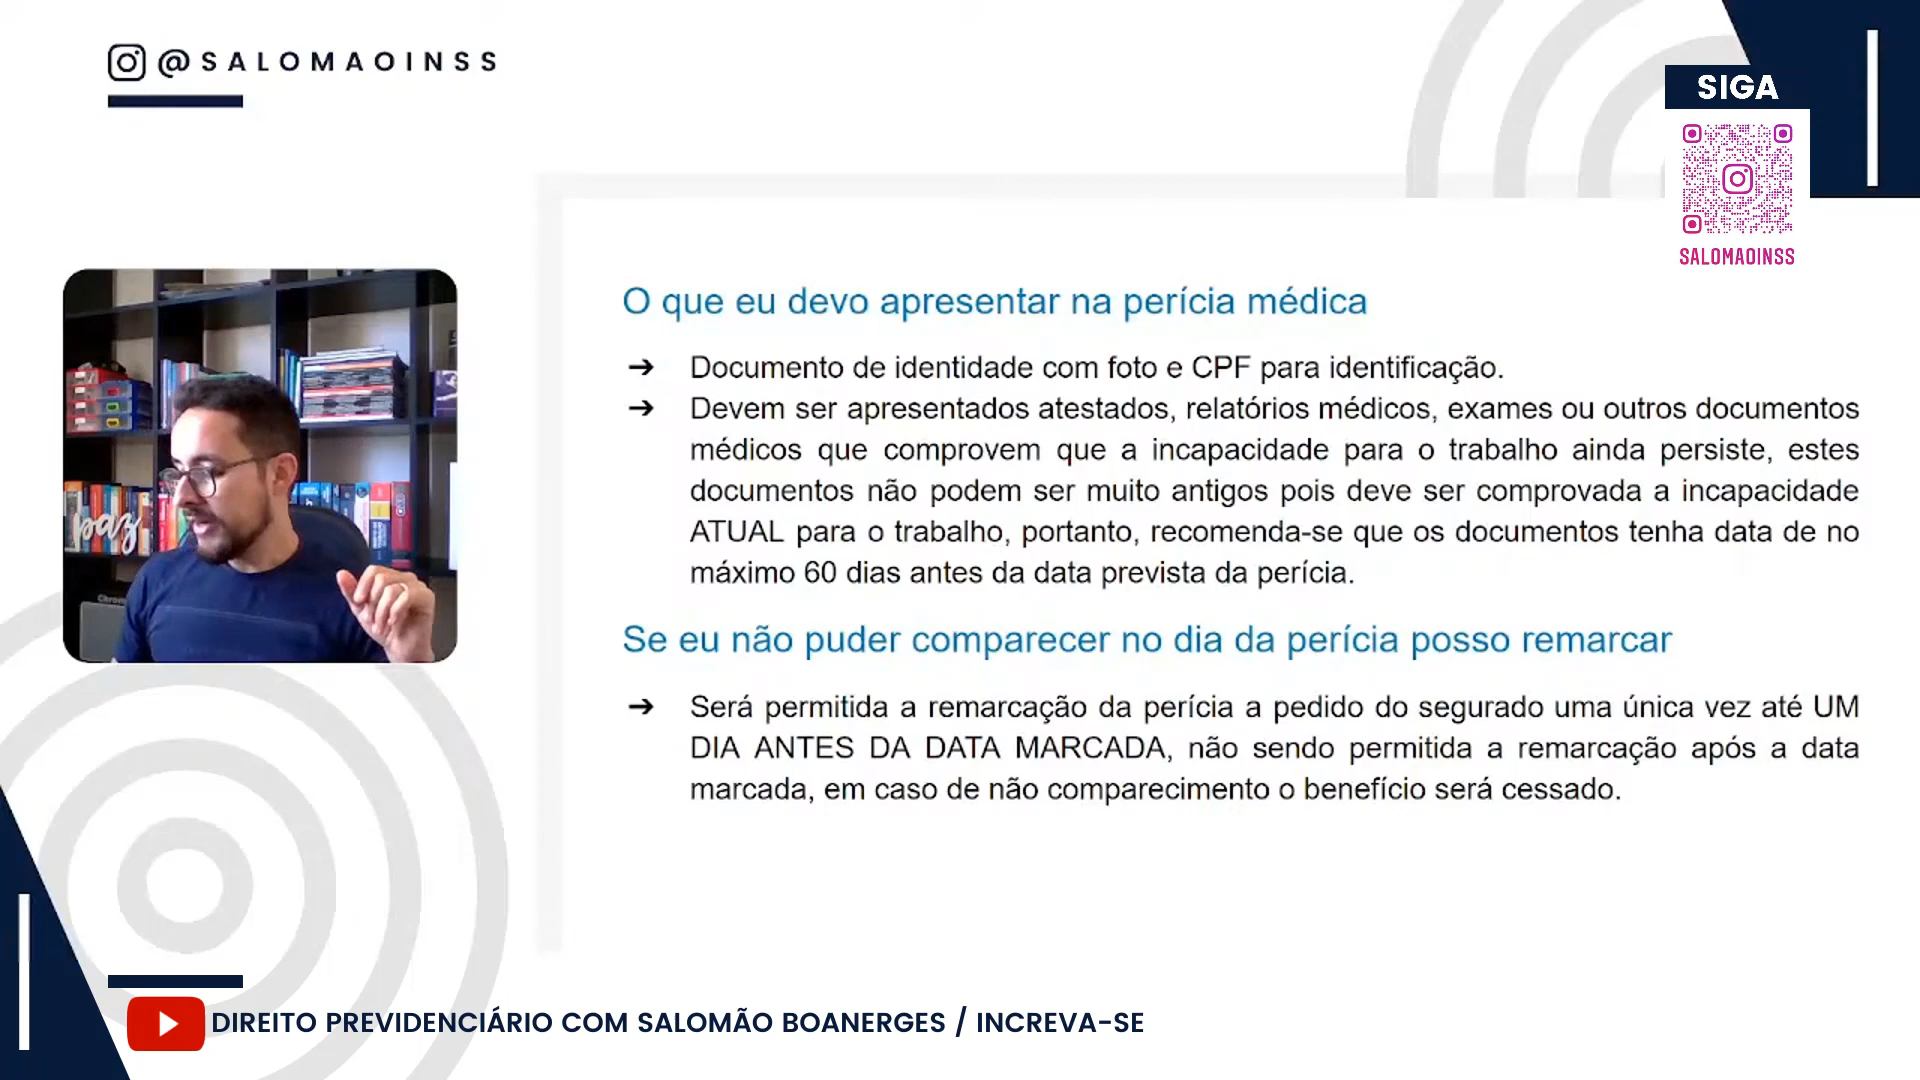 @SALOMAOINSS
SIGA
SALOMAOINSS
O que eu devo apresentar na perícia médica
➔ Documento de identidade com foto e CPF para identificação.
➔ Devem ser apresentados atestados, relatórios médicos, exames ou outros documentos
médicos que comprovem que a incapacidade para o trabalho ainda persiste, estes
documentos não podem ser muito antigos pois deve ser comprovada a incapacidade
ATUAL para o trabalho, portanto, recomenda-se que os documentos tenha data de no
máximo 60 dias antes da data prevista da perícia.
paz
Se eu não puder comparecer no dia da perícia posso remarcar
➔ Será permitida a remarcação da perícia a pedido do segurado uma única vez até UM
DIA ANTES DA DATA MARCADA, não sendo permitida a remarcação após a data
marcada, em caso de não comparecimento o benefício será cessado.
DIREITO PREVIDENCIÁRIO COM SALOMÃO BOANERGES / INCREVA-SE